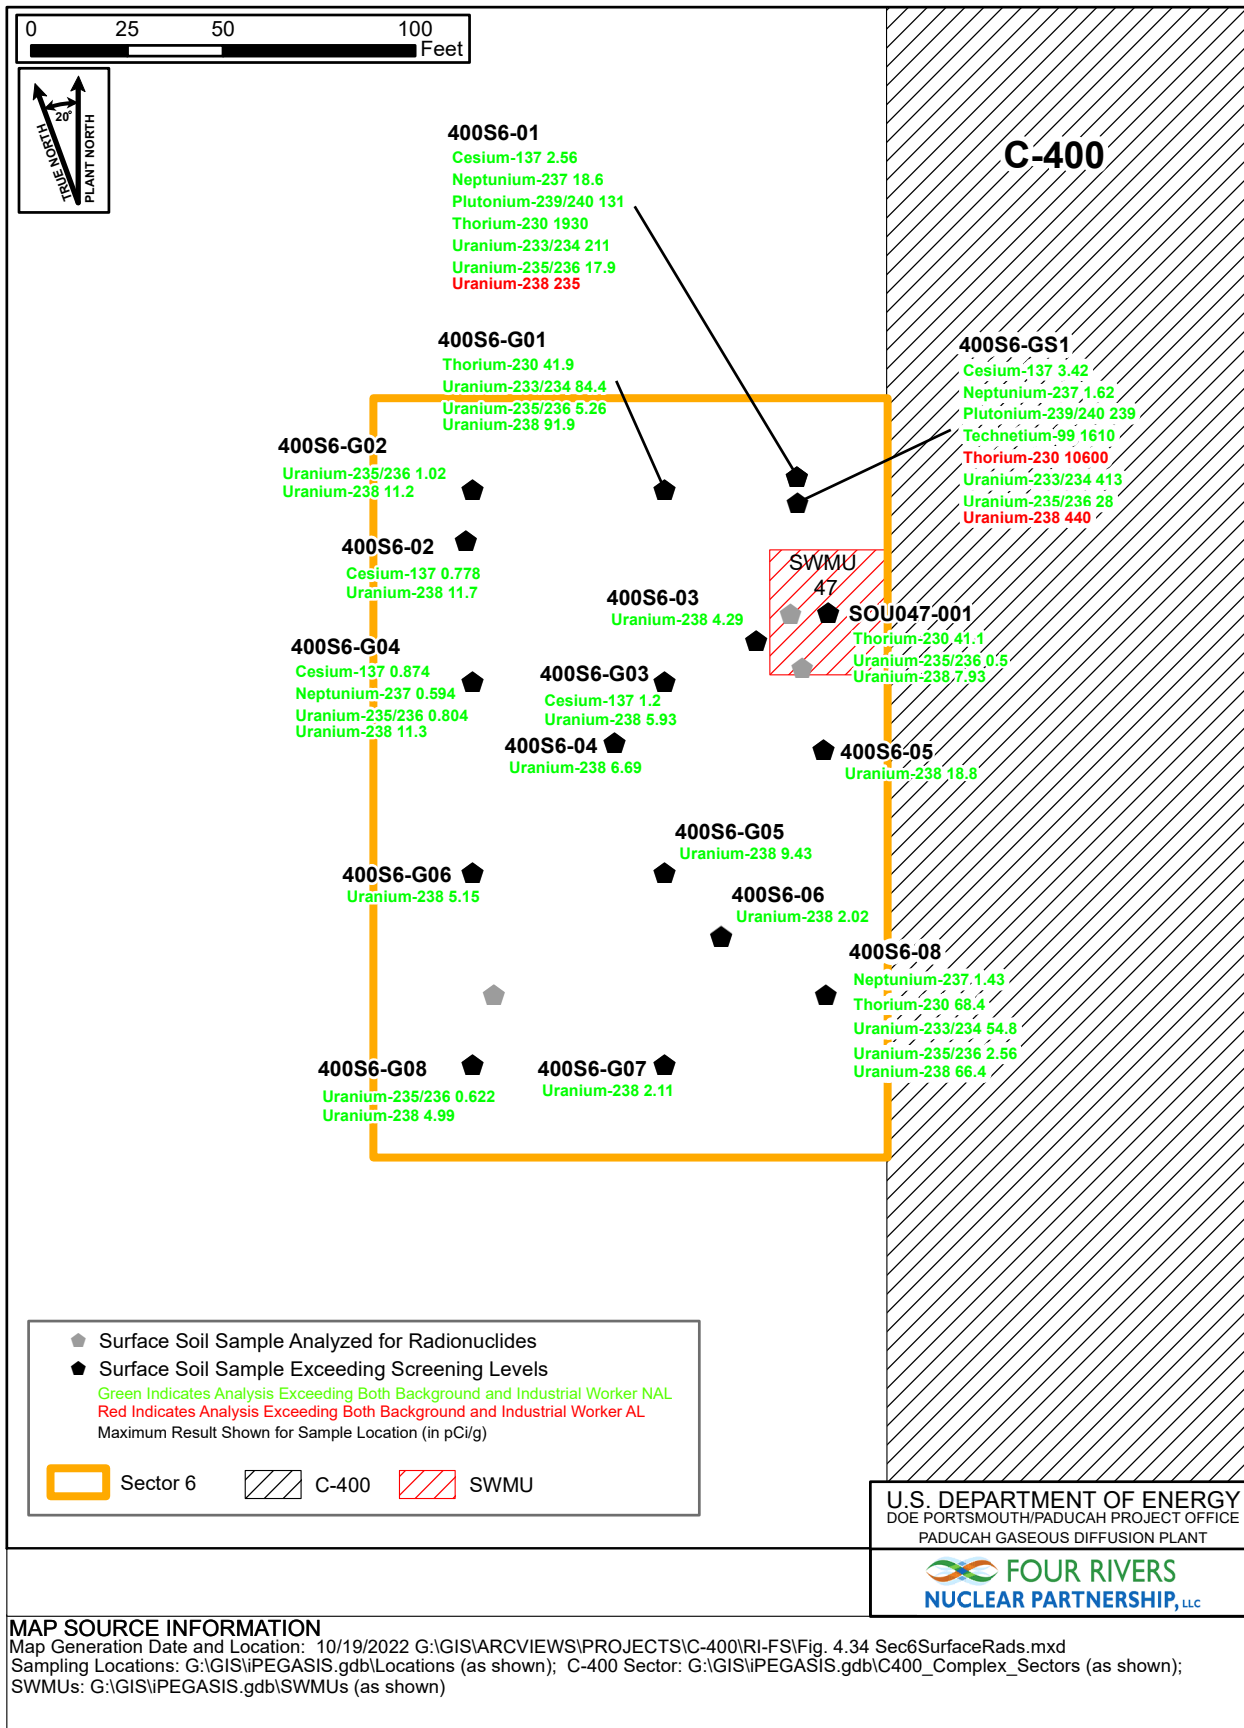 0 25 50 100
Feet
20°
TRUE NORTH
PLANT NORTH
C-400
400S6-01
Cesium-137 2.56
Neptunium-237 18.6
Plutonium-239/240 131
Thorium-230 1930
Uranium-233/234 211
Uranium-235/236 17.9
Uranium-238 235
400S6-G01
Thorium-230 41.9
Uranium-233/234 84.4
Uranium-235/236 5.26
Uranium-238 91.9
400S6-GS1
Cesium-137 3.42
Neptunium-237 1.62
Plutonium-239/240 239
Technetium-99 1610
Thorium-230 10600
Uranium-233/234 413
Uranium-235/236 28
Uranium-238 440
400S6-G02
Uranium-235/236 1.02
Uranium-238 11.2
400S6-02
Cesium-137 0.778
Uranium-238 11.7
SWMU
47
400S6-03
Uranium-238 4.29
SOU047-001
Thorium-230 41.1
Uranium-235/236 0.5
Uranium-238 7.93
400S6-G04
Cesium-137 0.874
Neptunium-237 0.594
Uranium-235/236 0.804
Uranium-238 11.3
400S6-G03
Cesium-137 1.2
Uranium-238 5.93
400S6-04
Uranium-238 6.69
400S6-05
Uranium-238 18.8
400S6-G05
Uranium-238 9.43
400S6-G06
Uranium-238 5.15
400S6-06
Uranium-238 2.02
400S6-08
Neptunium-237 1.43
Thorium-230 68.4
Uranium-233/234 54.8
Uranium-235/236 2.56
Uranium-238 66.4
400S6-G08
Uranium-235/236 0.622
Uranium-238 4.99
400S6-G07
Uranium-238 2.11
Surface Soil Sample Analyzed for Radionuclides
Surface Soil Sample Exceeding Screening Levels
Green Indicates Analysis Exceeding Both Background and Industrial Worker NAL
Red Indicates Analysis Exceeding Both Background and Industrial Worker AL
Maximum Result Shown for Sample Location (in pCi/g)
Sector 6 C-400 SWMU
U.S. DEPARTMENT OF ENERGY
DOE PORTSMOUTH/PADUCAH PROJECT OFFICE
PADUCAH GASEOUS DIFFUSION PLANT
FOUR RIVERS
NUCLEAR PARTNERSHIP, LLC
MAP SOURCE INFORMATION
Map Generation Date and Location: 10/19/2022 G:\GIS\ARCVIEWS\PROJECTS\C-400\RI-FS\Fig. 4.34 Sec6SurfaceRads.mxd
Sampling Locations: G:\GIS\iPEGASIS.gdb\Locations (as shown); C-400 Sector: G:\GIS\iPEGASIS.gdb\C400_Complex_Sectors (as shown);
SWMUs: G:\GIS\iPEGASIS.gdb\SWMUs (as shown)